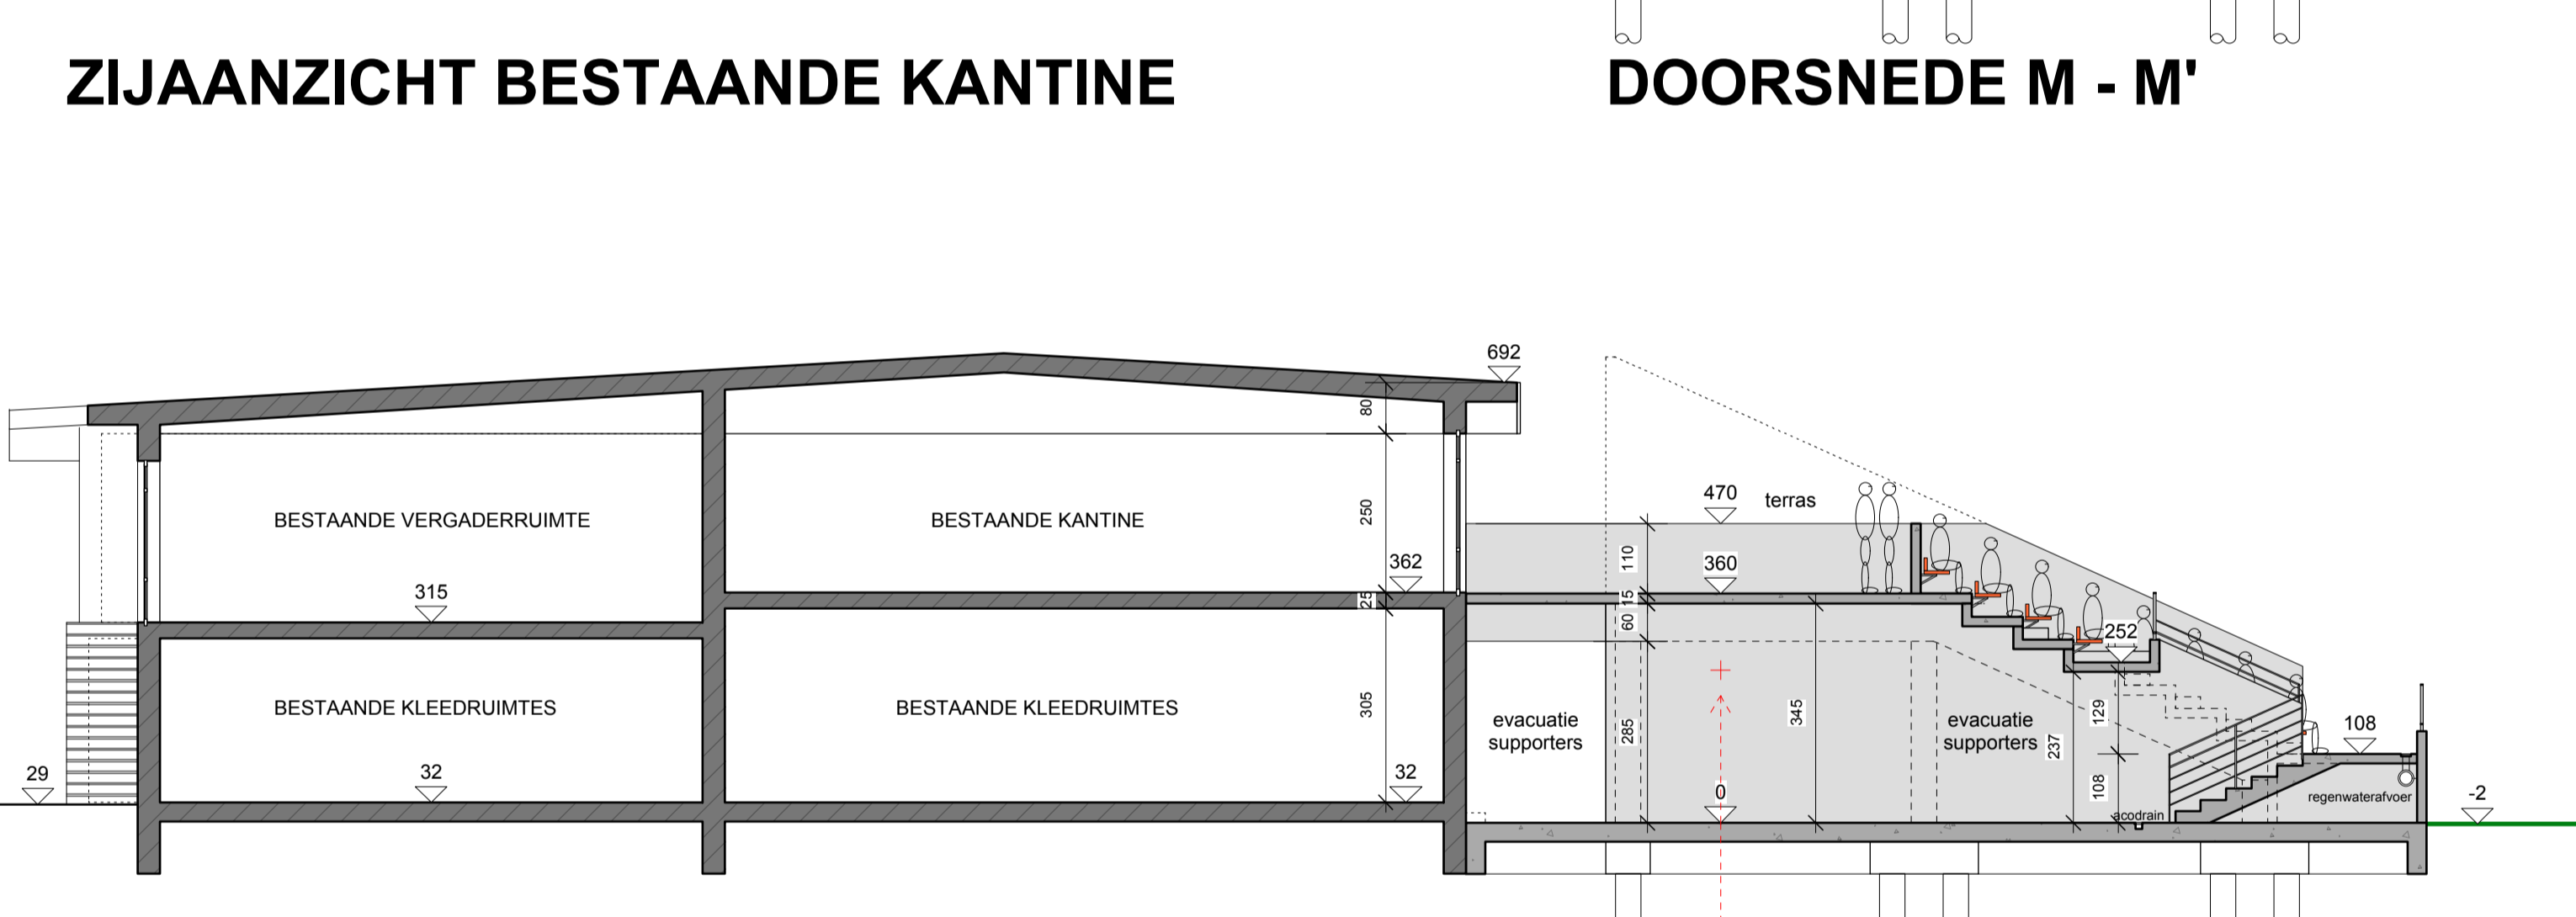 ZIJAANZICHT BESTAANDE KANTINE
DOORSNEDE M - M'
692
80
470
terras
BESTAANDE VERGADERRUIMTE
BESTAANDE KANTINE
250
110
362
360
315
25
15
60
252
BESTAANDE KLEEDRUIMTES
BESTAANDE KLEEDRUIMTES
305
evacuatie
supporters
285
345
evacuatie
supporters
237
129
108
29
32
32
0
108
acodrain
regenwaterafvoer
-2